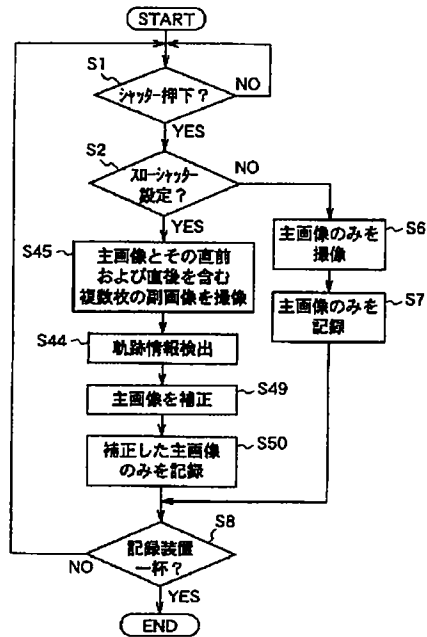 START
S1
シャッター押下？
NO
YES
S2
スローシャッター
設定？
NO
YES
S45
主画像とその直前
および直後を含む
複数枚の副画像を撮像
主画像のみを
撮像
S6
主画像のみを
記録
S7
S44
軌跡情報検出
主画像を補正
S49
補正した主画像
のみを記録
S50
S8
記録装置
一杯？
NO
YES
END